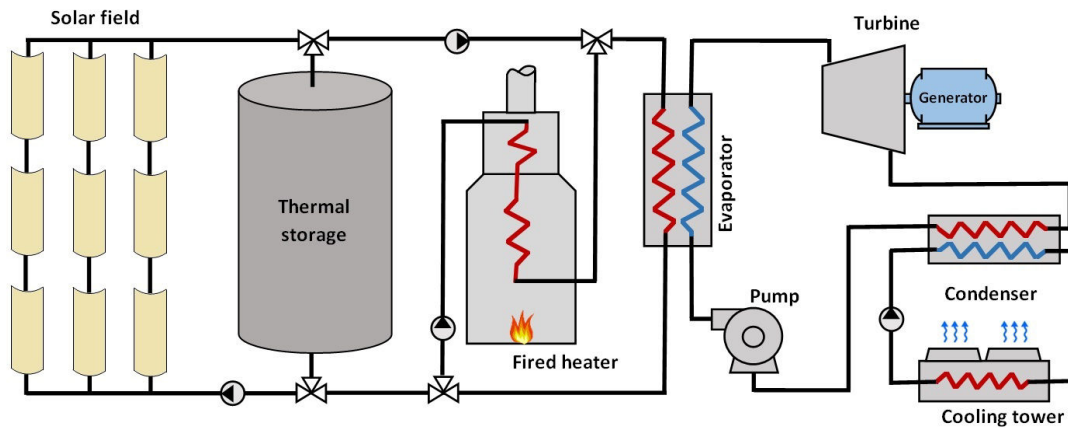 Solar field
Turbine
Generator
Thermal
storage
Evaporator
Pump
Condenser
Fired heater
Cooling tower